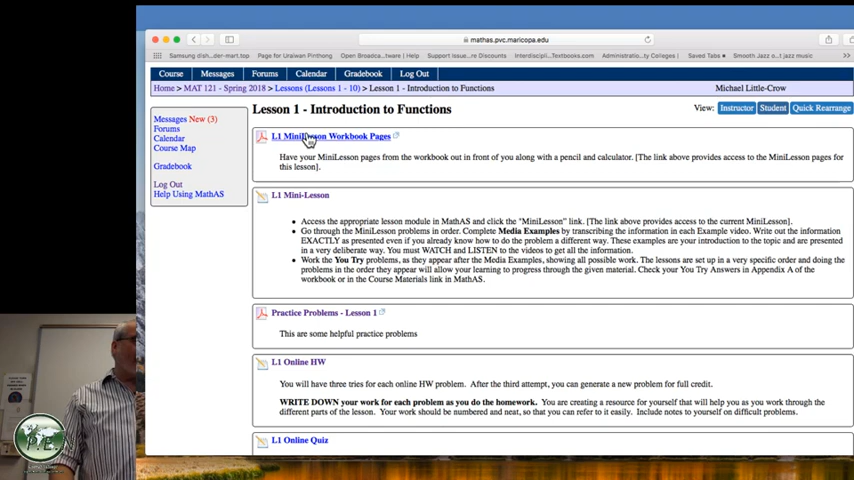 mathas.pvc.maricopa.edu
Samsung dish...der-mart.top Page for Uraiwan Pinthong Open Broadca...tware | Help Support Issue...re Discounts Interdiscipli...Textbooks.com Administratio...ty Colleges | Saved Tabs Smooth Jazz o...t jazz music
Course Messages Forums Calendar Gradebook Log Out
Home > MAT 121 - Spring 2018 > Lessons (Lessons 1 - 10) > Lesson 1 - Introduction to Functions Michael Little-Crow
Lesson 1 - Introduction to Functions
View: Instructor Student Quick Rearrange
Messages New (3)
Forums
Calendar
Course Map
Gradebook
Log Out
Help Using MathAS
L1 MiniLesson Workbook Pages
Have your MiniLesson pages from the workbook out in front of you along with a pencil and calculator. [The link above provides access to the MiniLesson pages for
this lesson].
L1 Mini-Lesson
• Access the appropriate lesson module in MathAS and click the "MiniLesson" link. [The link above provides access to the current MiniLesson].
• Go through the MiniLesson problems in order. Complete Media Examples by transcribing the information in each Example video. Write out the information
EXACTLY as presented even if you already know how to do the problem a different way. These examples are your introduction to the topic and are presented
in a very deliberate way. You must WATCH and LISTEN to the videos to get all the information.
• Work the You Try problems, as they appear after the Media Examples, showing all possible work. The lessons are set up in a very specific order and doing the
problems in the order they appear will allow your learning to progress through the given material. Check your You Try Answers in Appendix A of the
workbook or in the Course Materials link in MathAS.
Practice Problems - Lesson 1
This are some helpful practice problems
L1 Online HW
You will have three tries for each online HW problem. After the third attempt, you can generate a new problem for full credit.
WRITE DOWN your work for each problem as you do the homework. You are creating a resource for yourself that will help you as you work through the
different parts of the lesson. Your work should be numbered and neat, so that you can refer to it easily. Include notes to yourself on difficult problems.
L1 Online Quiz
P.E.